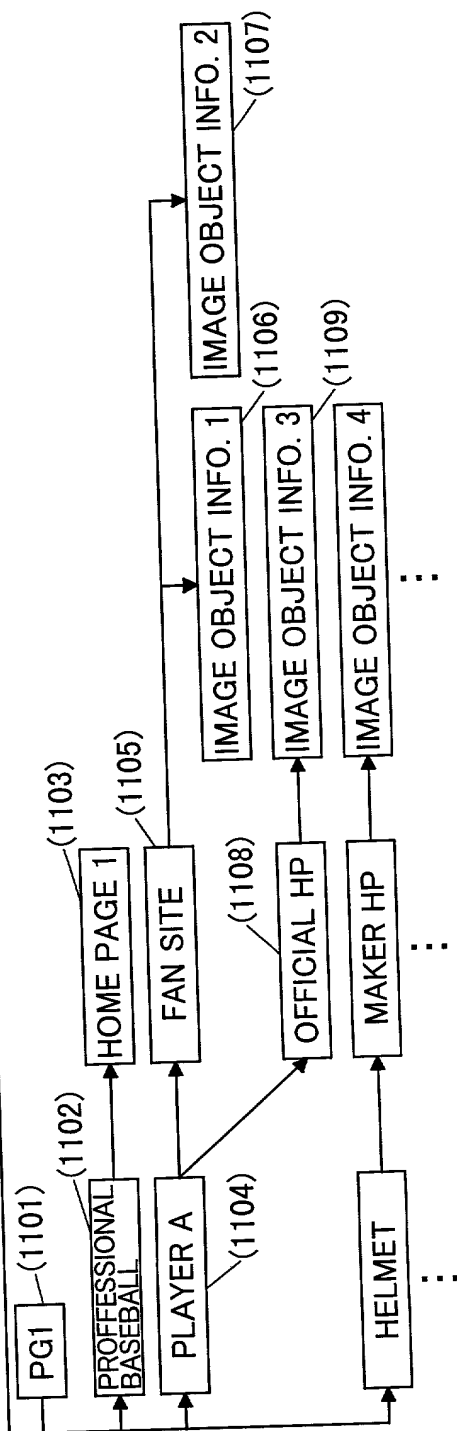 PG1
(1101)
PROFFESSIONAL
BASEBALL
(1102)
HOME PAGE 1
(1103)
PLAYER A
(1104)
FAN SITE
(1105)
IMAGE OBJECT INFO. 2
(1107)
IMAGE OBJECT INFO. 1
(1106)
OFFICIAL HP
(1108)
IMAGE OBJECT INFO. 3
(1109)
HELMET
MAKER HP
IMAGE OBJECT INFO. 4
...
...
...